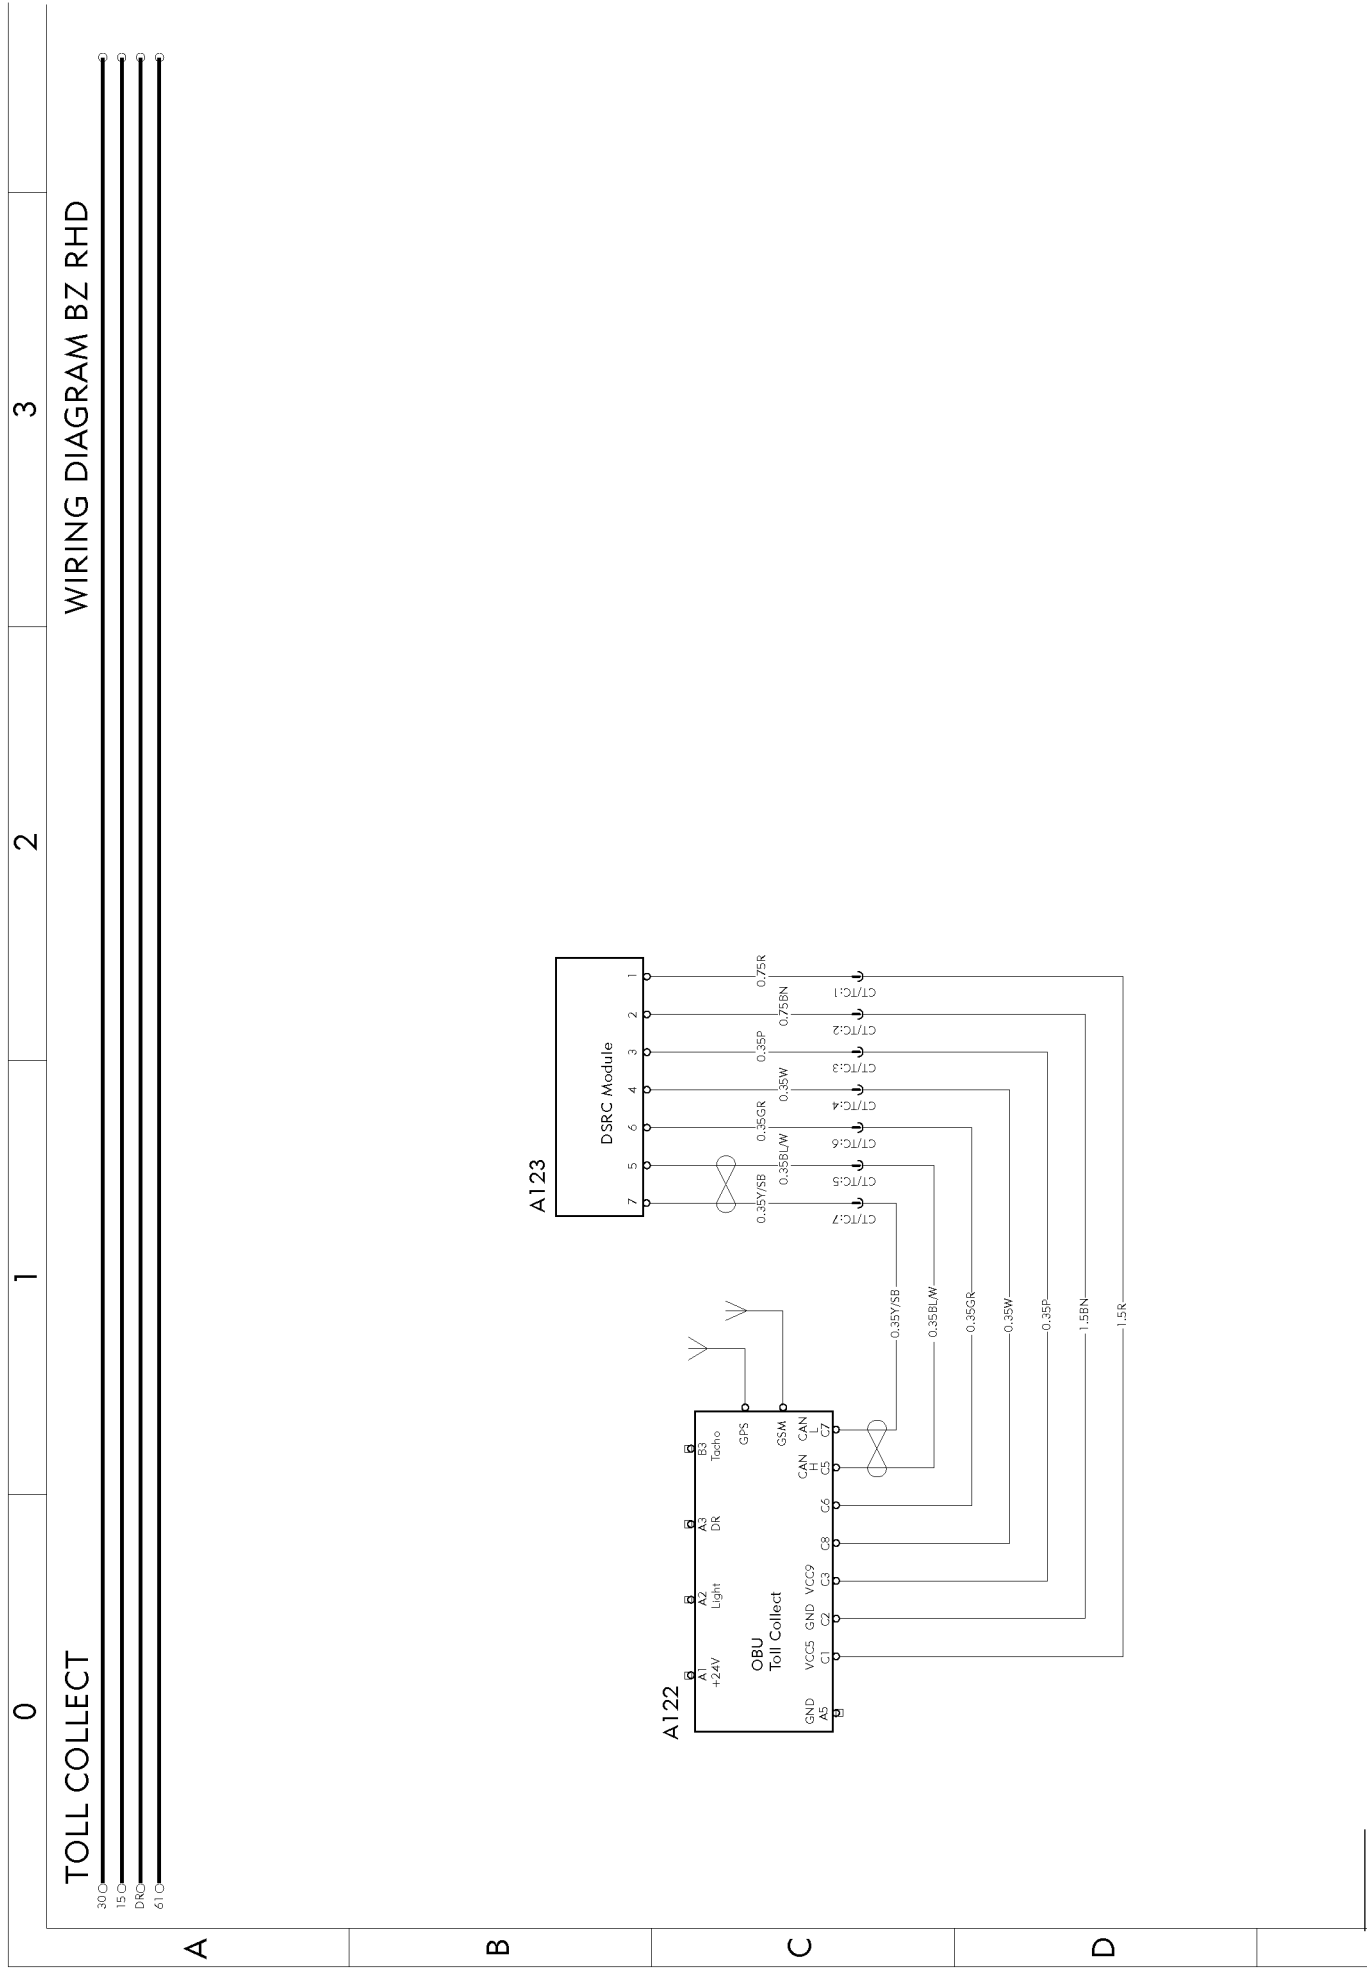 0
1
2
3
TOLL COLLECT
WIRING DIAGRAM BZ RHD
30
15
DR
61
A
B
C
D
A123
DSRC Module
7
5
6
4
3
2
1
0.35Y/SB
0.35BL/W
0.35GR
0.35W
0.35P
0.75BN
0.75R
CT/TC:7
CT/TC:5
CT/TC:6
CT/TC:4
CT/TC:3
CT/TC:2
CT/TC:1
A122
A1
+24V
A2
Light
A3
DR
B3
Tacho
OBU
Toll Collect
GPS
GSM
GND
A5
VCC5
C1
GND
C2
VCC9
C3
C8
C6
CAN
H
C5
CAN
L
C7
0.35Y/SB
0.35BL/W
0.35GR
0.35W
0.35P
1.5BN
1.5R